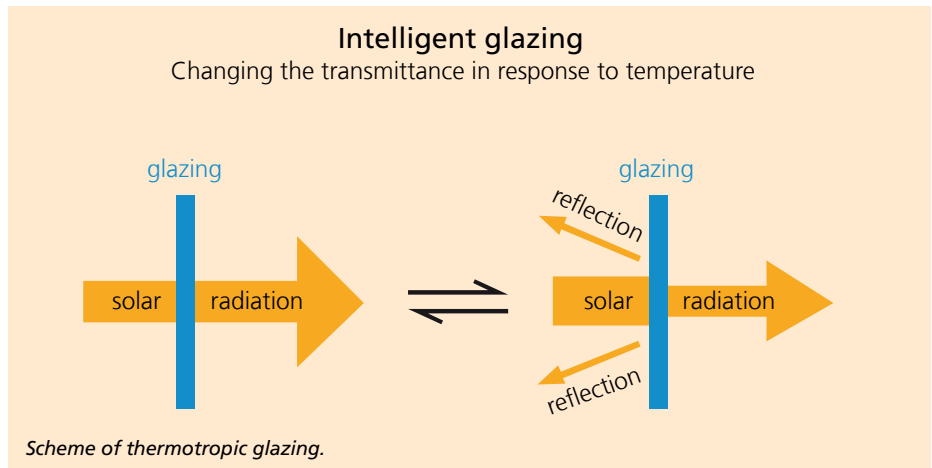 Intelligent glazing
Changing the transmittance in response to temperature
glazing
solar radiation
glazing
reflection
solar radiation
reflection
Scheme of thermotropic glazing.